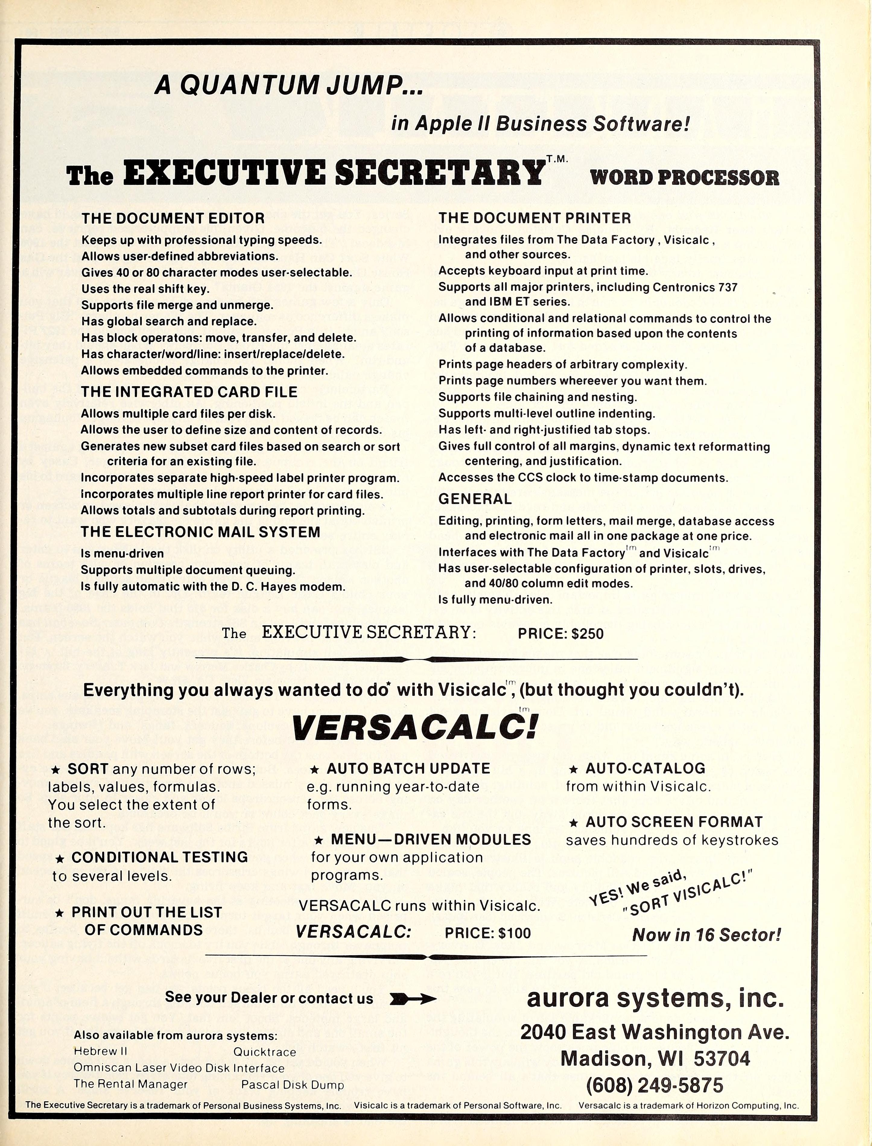 A QUANTUM JUMP...
in Apple II Business Software!
The EXECUTIVE SECRETARY T.M. WORD PROCESSOR
THE DOCUMENT EDITOR
Keeps up with professional typing speeds.
Allows user-defined abbreviations.
Gives 40 or 80 character modes user-selectable.
Uses the real shift key.
Supports file merge and unmerge.
Has global search and replace.
Has block operatons: move, transfer, and delete.
Has character/word/line: insert/replace/delete.
Allows embedded commands to the printer.
THE INTEGRATED CARD FILE
Allows multiple card files per disk.
Allows the user to define size and content of records.
Generates new subset card files based on search or sort
criteria for an existing file.
Incorporates separate high-speed label printer program.
Incorporates multiple line report printer for card files.
Allows totals and subtotals during report printing.
THE ELECTRONIC MAIL SYSTEM
Is menu-driven
Supports multiple document queuing.
Is fully automatic with the D. C. Hayes modem.
THE DOCUMENT PRINTER
Integrates files from The Data Factory , Visicalc ,
and other sources.
Accepts keyboard input at print time.
Supports all major printers, including Centronics 737
and IBM ET series.
Allows conditional and relational commands to control the
printing of information based upon the contents
of a database.
Prints page headers of arbitrary complexity.
Prints page numbers whereever you want them.
Supports file chaining and nesting.
Supports multi-level outline indenting.
Has left- and right-justified tab stops.
Gives full control of all margins, dynamic text reformatting
centering, and justification.
Accesses the CCS clock to time-stamp documents.
GENERAL
Editing, printing, form letters, mail merge, database access
and electronic mail all in one package at one price.
Interfaces with The Data Factory tm and Visicalc tm
Has user-selectable configuration of printer, slots, drives,
and 40/80 column edit modes.
Is fully menu-driven.
The EXECUTIVE SECRETARY: PRICE: $250
Everything you always wanted to do* with Visicalc tm, (but thought you couldn't).
VERSACALC tm!
★ SORT any number of rows;
labels, values, formulas.
You select the extent of
the sort.
★ CONDITIONAL TESTING
to several levels.
★ PRINT OUT THE LIST
OF COMMANDS
★ AUTO BATCH UPDATE
e.g. running year-to-date
forms.
★ MENU—DRIVEN MODULES
for your own application
programs.
VERSACALC runs within Visicalc.
VERSACALC: PRICE: $100
★ AUTO-CATALOG
from within Visicalc.
★ AUTO SCREEN FORMAT
saves hundreds of keystrokes
YES! We said,
"SORT VISICALC!"
Now in 16 Sector!
See your Dealer or contact us
Also available from aurora systems:
Hebrew II Quicktrace
Omniscan Laser Video Disk Interface
The Rental Manager Pascal Disk Dump
aurora systems, inc.
2040 East Washington Ave.
Madison, WI 53704
(608) 249-5875
The Executive Secretary is a trademark of Personal Business Systems, Inc. Visicalc is a trademark of Personal Software, Inc. Versacalc is a trademark of Horizon Computing, Inc.